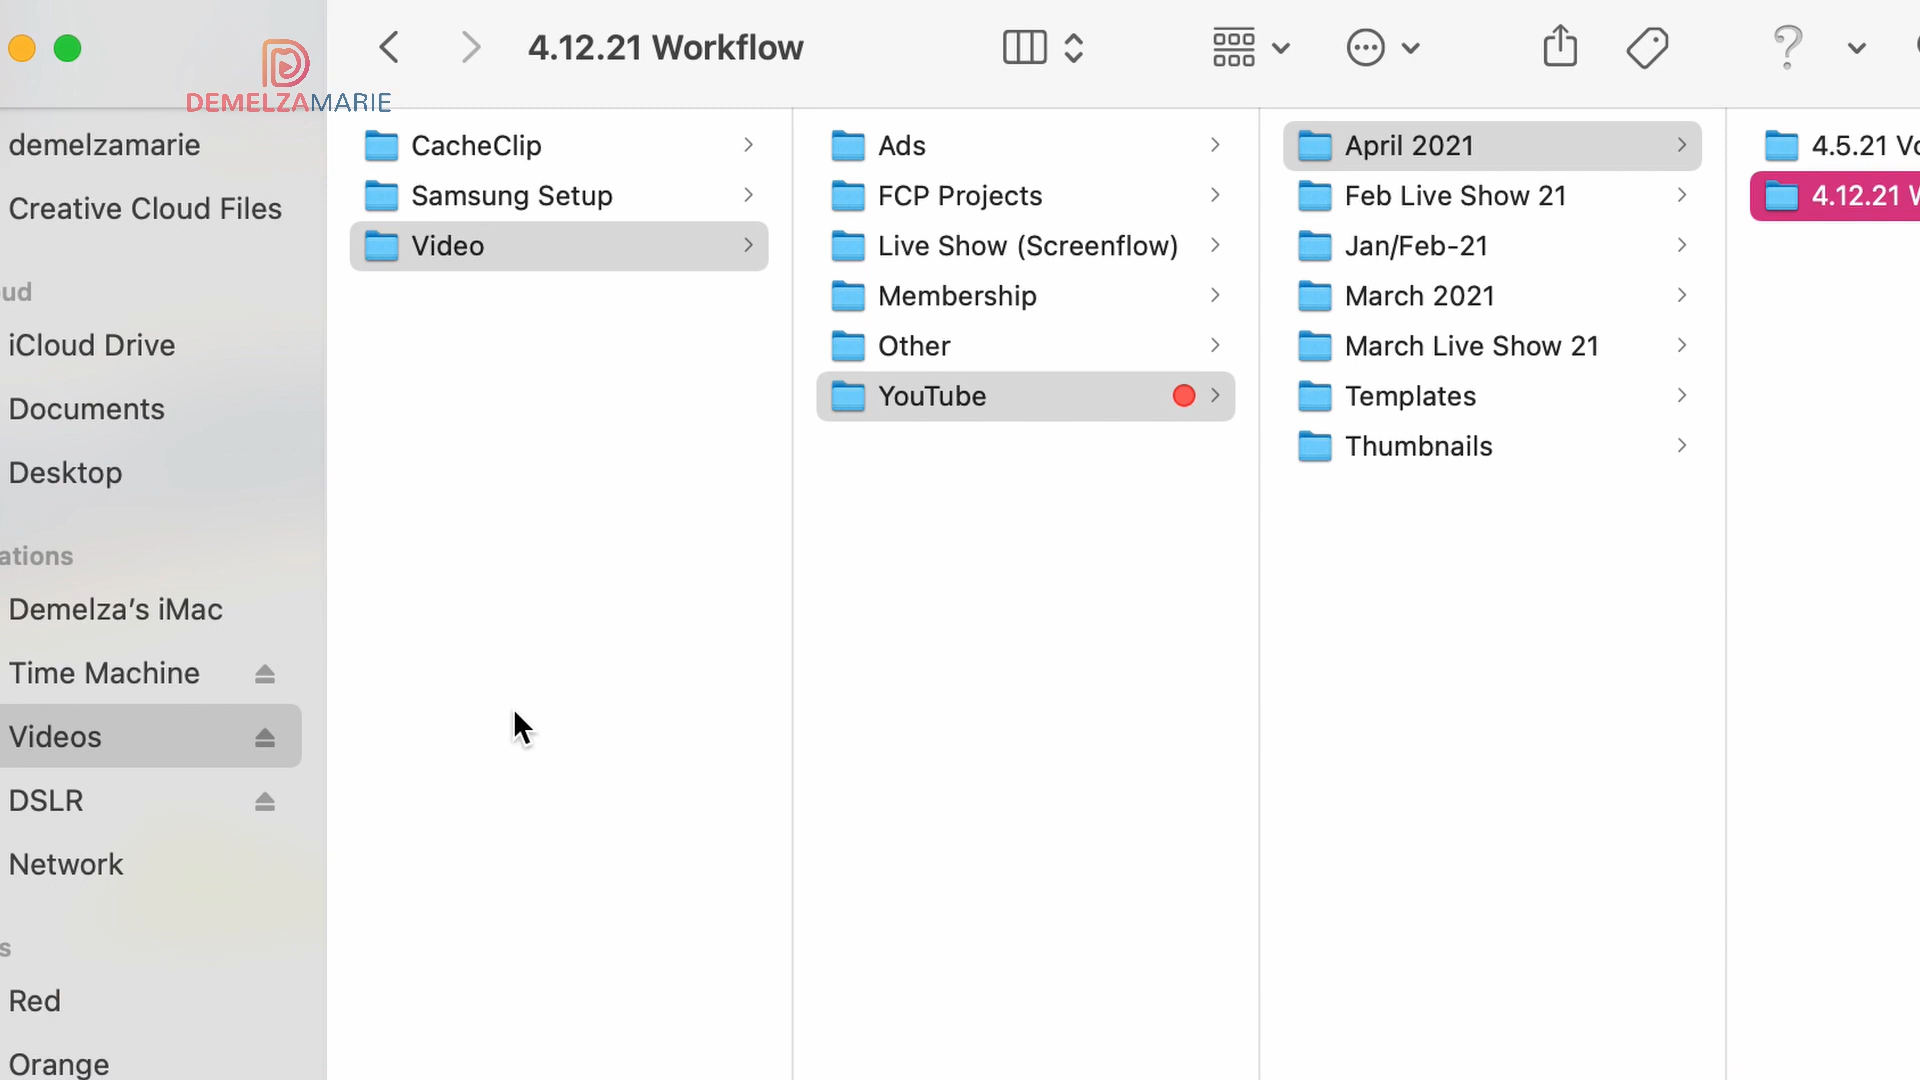 4.12.21 Workflow
DEMELZAMARIE
demelzamarie
Creative Cloud Files
oud
iCloud Drive
Documents
Desktop
ations
Demelza’s iMac
Time Machine
Videos
DSLR
Network
s
Red
Orange
CacheClip
Samsung Setup
Video
Ads
FCP Projects
Live Show (Screenflow)
Membership
Other
YouTube
April 2021
Feb Live Show 21
Jan/Feb-21
March 2021
March Live Show 21
Templates
Thumbnails
4.5.21 Vo
4.12.21 W